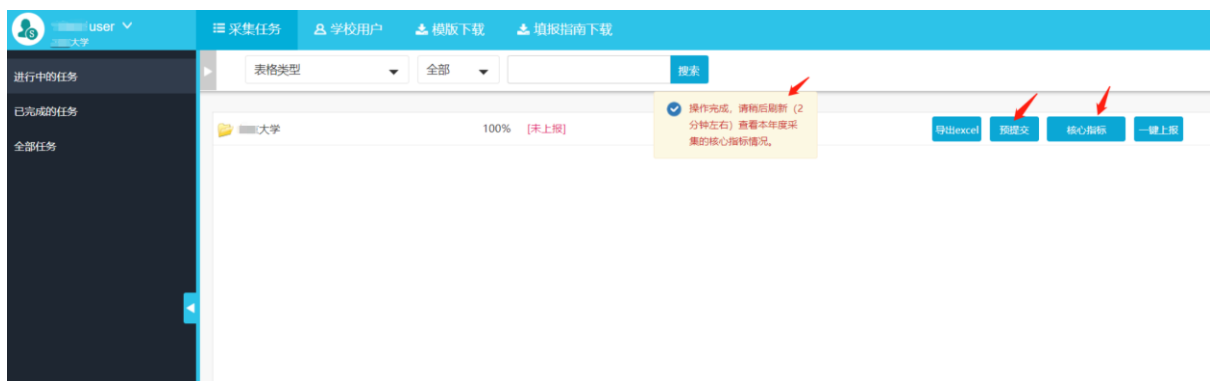 user
大学
采集任务
学校用户
模版下载
填报指南下载
进行中的任务
已完成的任务
全部任务
表格类型
全部
搜索
操作完成，请稍后刷新（2
分钟左右）查看本年度采
集的核心指标情况。
大学
100%
[未上报]
导出excel
预提交
核心指标
一键上报